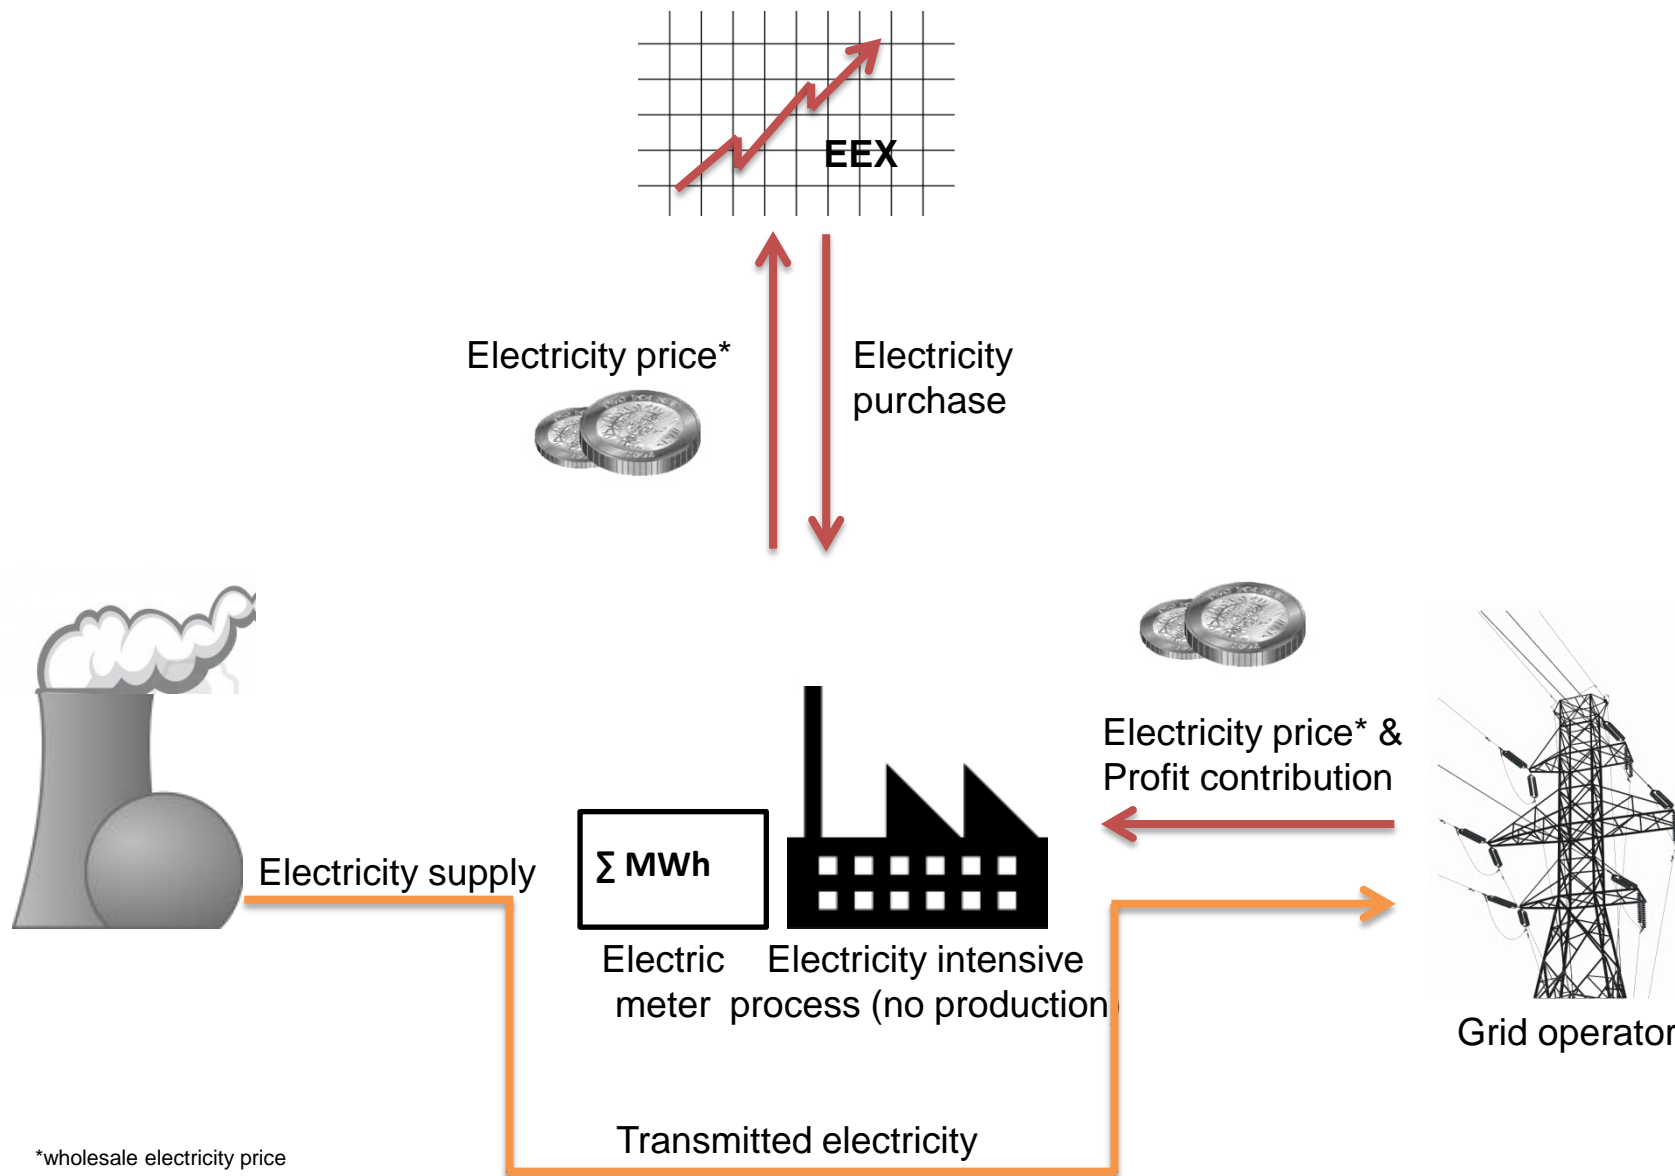 EEX
Electricity price*
Electricity
purchase
Electricity price* &
Profit contribution
Electricity supply
∑ MWh
Electric
meter
Electricity intensive
process (no production)
Grid operator
Transmitted electricity
*wholesale electricity price